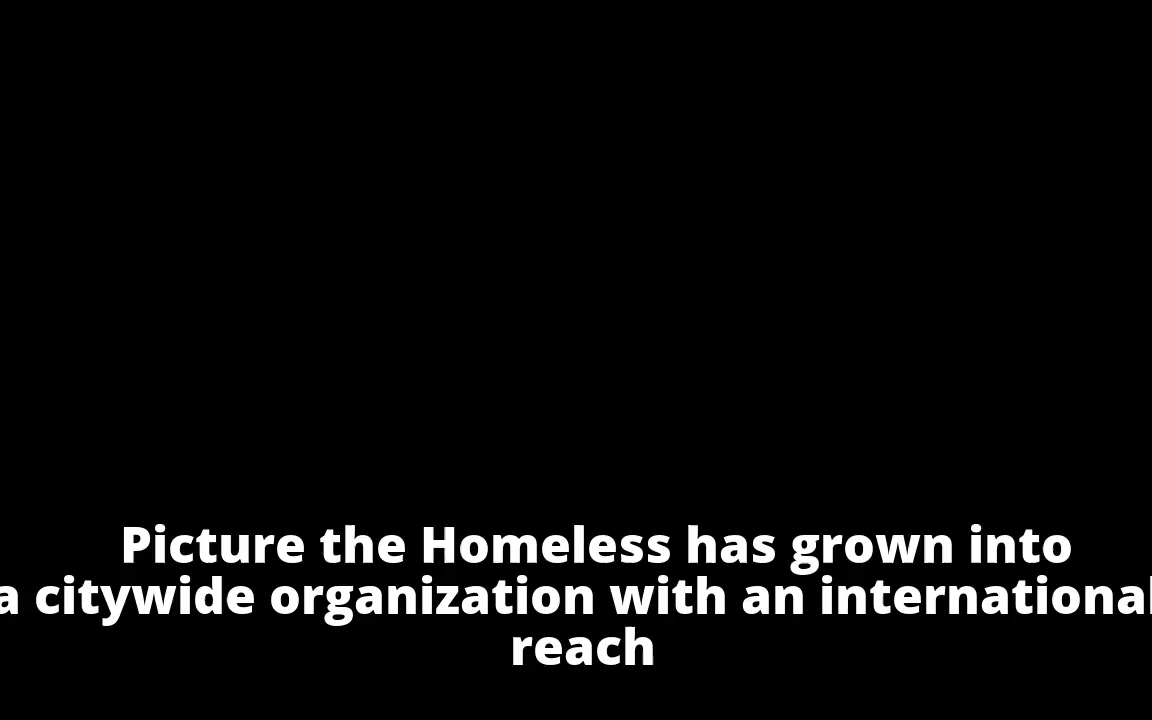 Picture the Homeless has grown into
a citywide organization with an international
reach